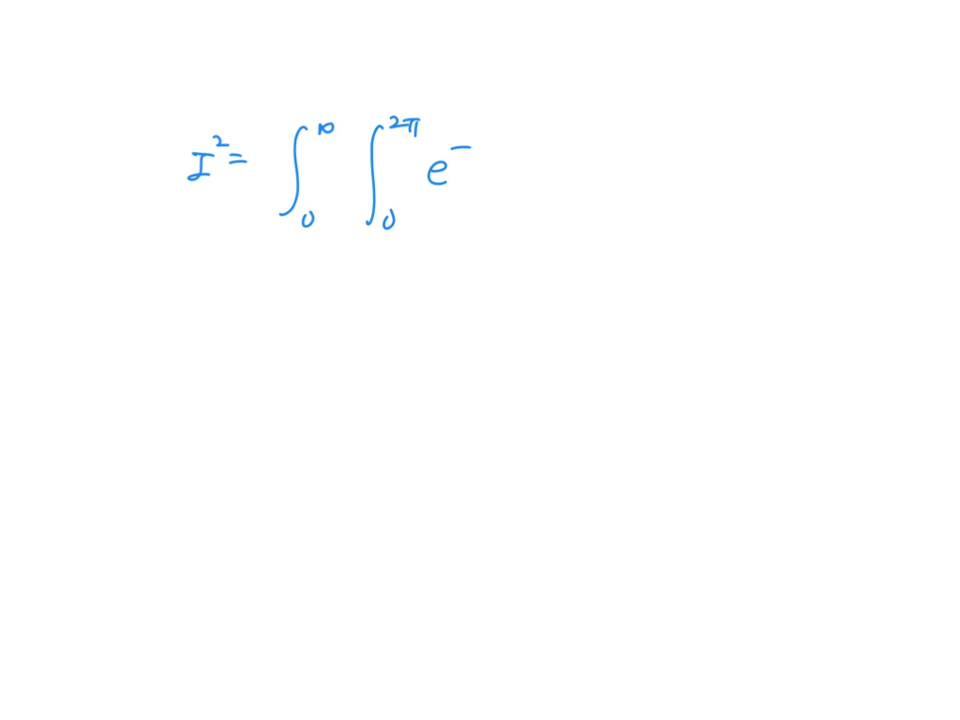 I² = ∫₀^∞ ∫₀^2π e⁻